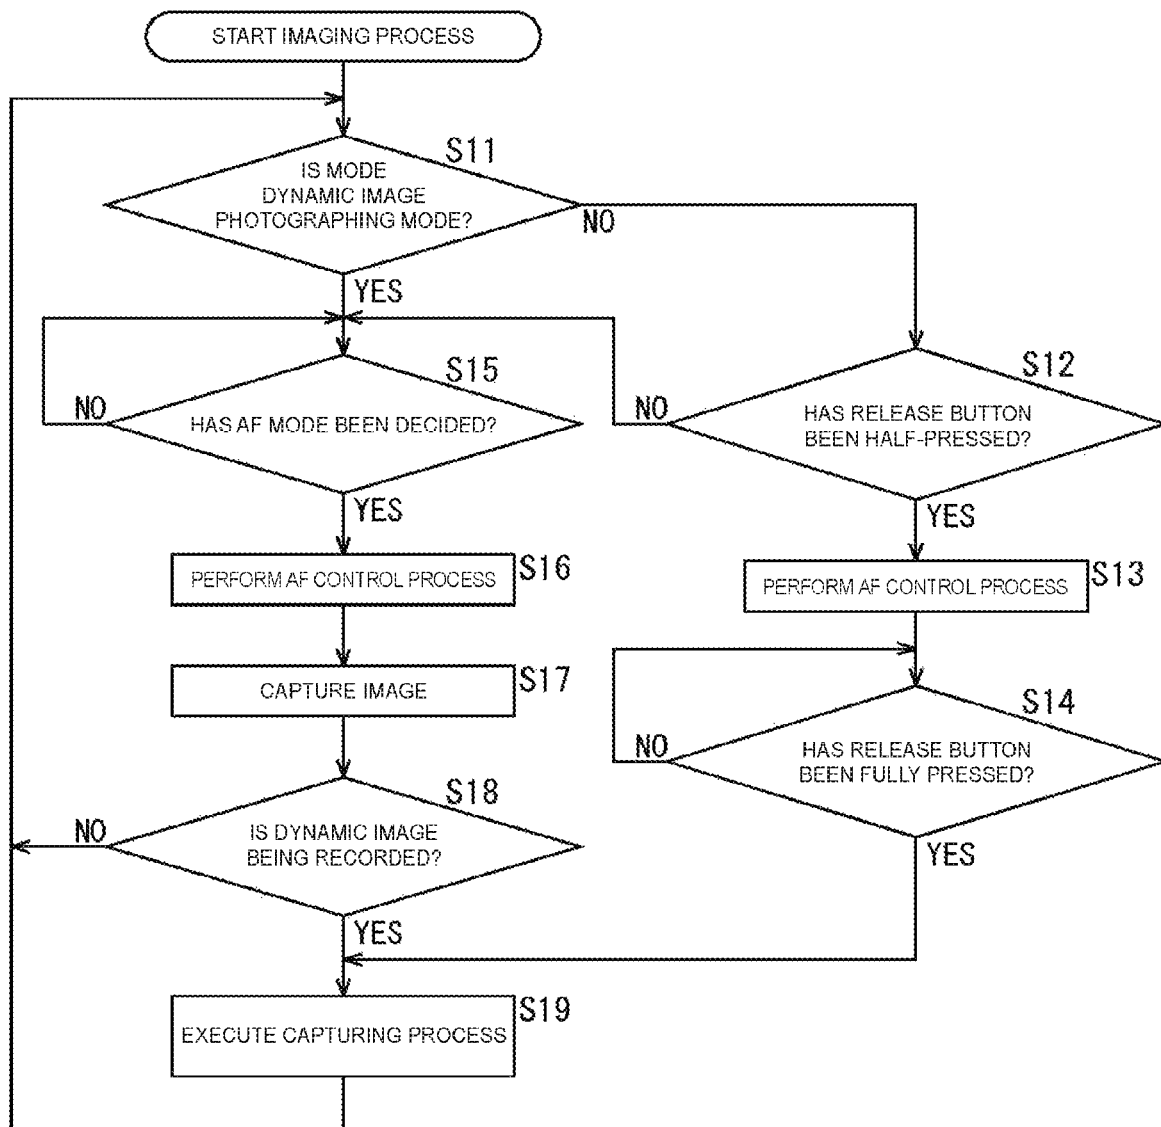 START IMAGING PROCESS
S11
IS MODE
DYNAMIC IMAGE
PHOTOGRAPHING MODE?
NO
YES
S15
NO
HAS AF MODE BEEN DECIDED?
YES
S12
NO
HAS RELEASE BUTTON
BEEN HALF-PRESSED?
YES
PERFORM AF CONTROL PROCESS
S16
PERFORM AF CONTROL PROCESS
S13
CAPTURE IMAGE
S17
S14
NO
HAS RELEASE BUTTON
BEEN FULLY PRESSED?
YES
S18
NO
IS DYNAMIC IMAGE
BEING RECORDED?
YES
EXECUTE CAPTURING PROCESS
S19